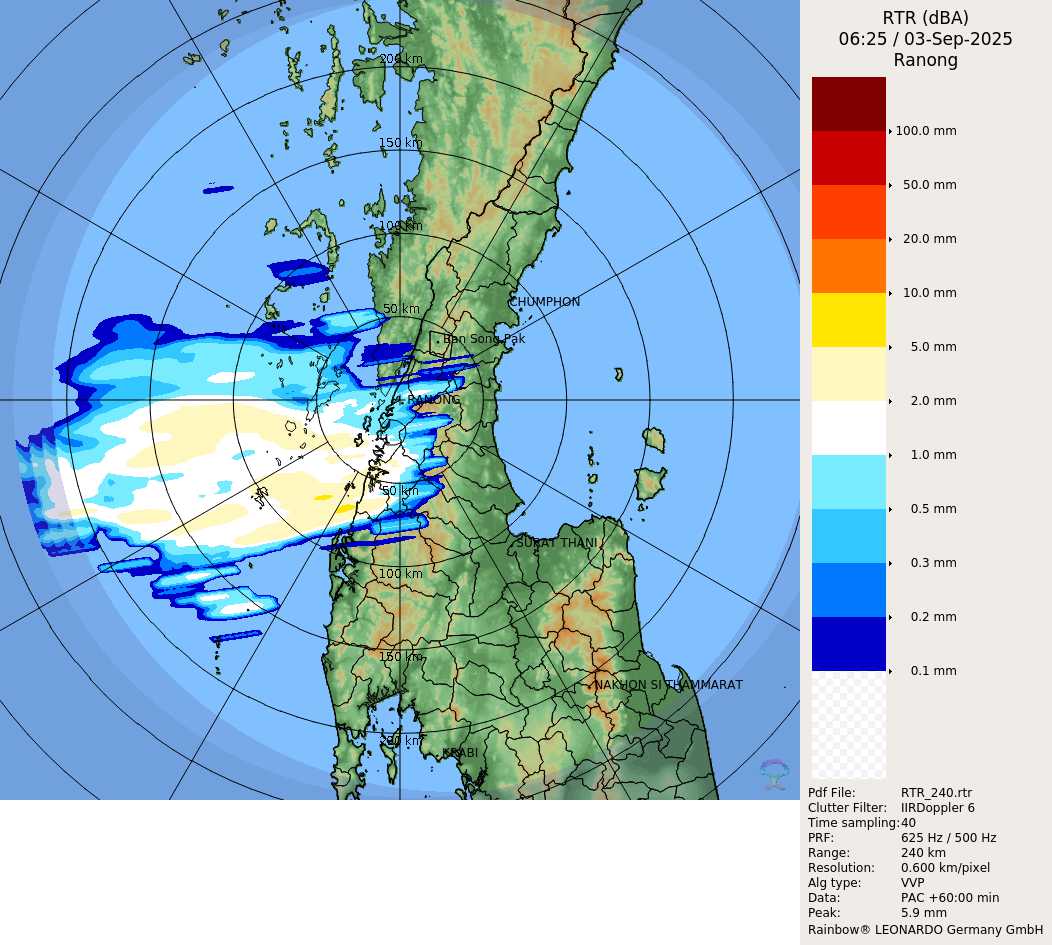 RTR (dBA)
06:25 / 03-Sep-2025
Ranong
100.0 mm
50.0 mm
20.0 mm
10.0 mm
5.0 mm
2.0 mm
1.0 mm
0.5 mm
0.3 mm
0.2 mm
0.1 mm
Pdf File: RTR_240.rtr
Clutter Filter: IIRDoppler 6
Time sampling:40
PRF: 625 Hz / 500 Hz
Range: 240 km
Resolution: 0.600 km/pixel
Alg type: VVP
Data: PAC +60:00 min
Peak: 5.9 mm
Rainbow® LEONARDO Germany GmbH
200 km
150 km
100 km
50 km
CHUMPHON
Ban Song Pak
RANONG
50 km
SURAT THANI
100 km
150 km
NAKHON SI THAMMARAT
200 km
KRABI